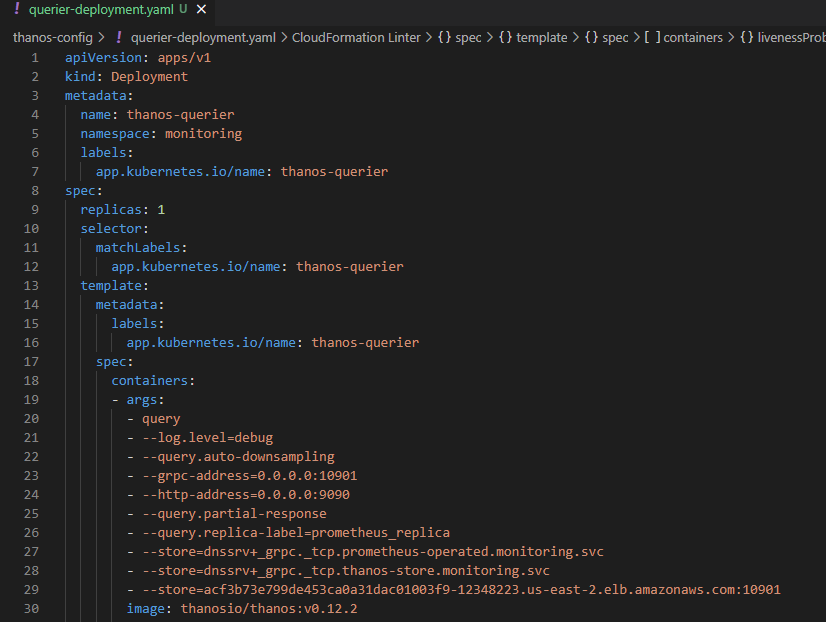 ! querier-deployment.yaml U ×
thanos-config > ! querier-deployment.yaml > CloudFormation Linter > {} spec > {} template > {} spec > [ ] containers > {} livenessProb
1 apiVersion: apps/v1
2 kind: Deployment
3 metadata:
4 name: thanos-querier
5 namespace: monitoring
6 labels:
7 app.kubernetes.io/name: thanos-querier
8 spec:
9 replicas: 1
10 selector:
11 matchLabels:
12 app.kubernetes.io/name: thanos-querier
13 template:
14 metadata:
15 labels:
16 app.kubernetes.io/name: thanos-querier
17 spec:
18 containers:
19 - args:
20 - query
21 - --log.level=debug
22 - --query.auto-downsampling
23 - --grpc-address=0.0.0.0:10901
24 - --http-address=0.0.0.0:9090
25 - --query.partial-response
26 - --query.replica-label=prometheus_replica
27 - --store=dnssrv+_grpc._tcp.prometheus-operated.monitoring.svc
28 - --store=dnssrv+_grpc._tcp.thanos-store.monitoring.svc
29 - --store=acf3b73e799de453ca0a31dac01003f9-12348223.us-east-2.elb.amazonaws.com:10901
30 image: thanosio/thanos:v0.12.2